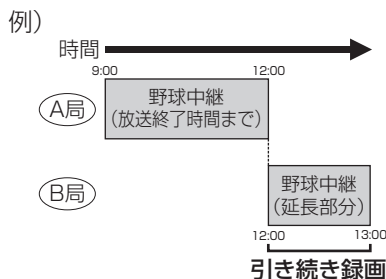 例）
時間
9:00 12:00
A局
野球中継
(放送終了時間まで)
B局
野球中継
(延長部分)
12:00 13:00
引き続き録画